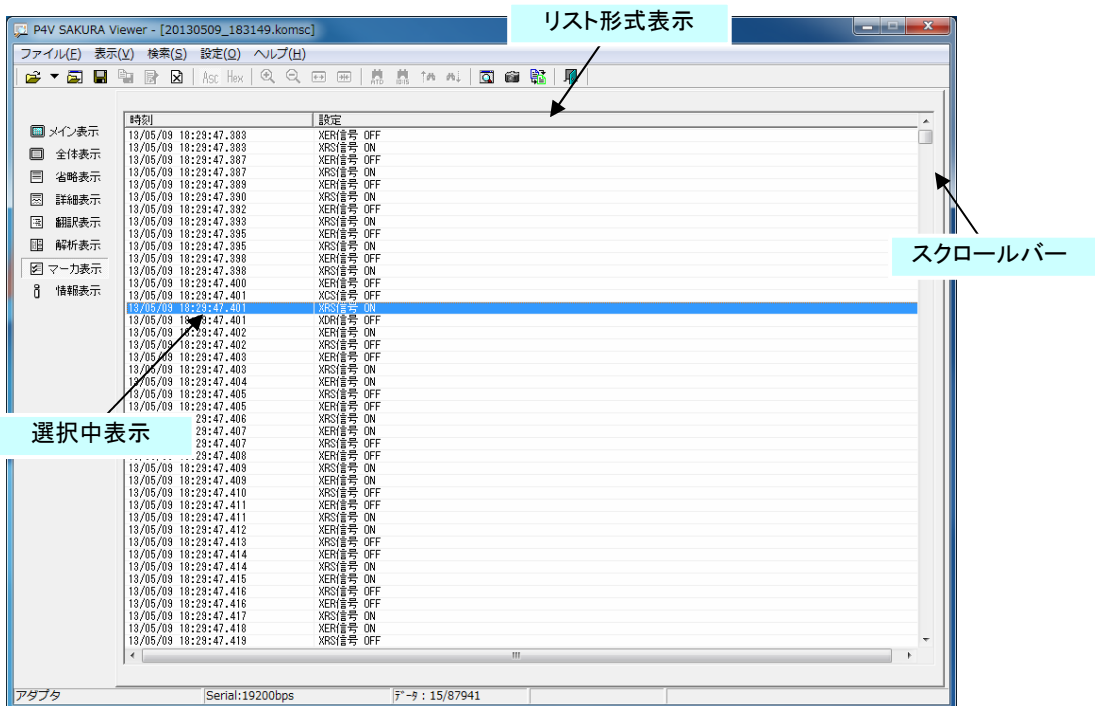 リスト形式表示
P4V SAKURA Viewer - [20130509_183149.komsc]
ファイル(F) 表示(V) 検索(S) 設定(O) ヘルプ(H)
Asc Hex
メイン表示
全体表示
省略表示
詳細表示
翻訳表示
解析表示
マーカ表示
情報表示
時刻 設定
13/05/09 18:29:47.383 XER信号 OFF
13/05/09 18:29:47.383 XRS信号 ON
13/05/09 18:29:47.387 XER信号 OFF
13/05/09 18:29:47.387 XRS信号 ON
13/05/09 18:29:47.389 XER信号 OFF
13/05/09 18:29:47.390 XRS信号 ON
13/05/09 18:29:47.392 XER信号 OFF
13/05/09 18:29:47.393 XRS信号 ON
13/05/09 18:29:47.395 XER信号 OFF
13/05/09 18:29:47.395 XRS信号 ON
13/05/09 18:29:47.398 XER信号 OFF
13/05/09 18:29:47.398 XRS信号 ON
13/05/09 18:29:47.400 XER信号 OFF
13/05/09 18:29:47.401 XCS信号 OFF
13/05/09 18:29:47.401 XRS信号 ON
13/05/09 18:29:47.401 XDR信号 OFF
13/05/09 18:29:47.402 XER信号 ON
13/05/09 18:29:47.402 XRS信号 OFF
13/05/09 18:29:47.403 XER信号 OFF
13/05/09 18:29:47.403 XRS信号 ON
13/05/09 18:29:47.404 XER信号 ON
13/05/09 18:29:47.405 XRS信号 OFF
13/05/09 18:29:47.405 XER信号 OFF
29:47.406 XRS信号 ON
29:47.407 XER信号 ON
29:47.407 XRS信号 OFF
18:29:47.408 XER信号 OFF
13/05/09 18:29:47.409 XRS信号 ON
13/05/09 18:29:47.409 XER信号 ON
13/05/09 18:29:47.410 XRS信号 OFF
13/05/09 18:29:47.411 XER信号 OFF
13/05/09 18:29:47.411 XRS信号 ON
13/05/09 18:29:47.412 XER信号 ON
13/05/09 18:29:47.413 XRS信号 OFF
13/05/09 18:29:47.414 XER信号 OFF
13/05/09 18:29:47.414 XRS信号 ON
13/05/09 18:29:47.415 XER信号 ON
13/05/09 18:29:47.416 XRS信号 OFF
13/05/09 18:29:47.416 XER信号 OFF
13/05/09 18:29:47.417 XRS信号 ON
13/05/09 18:29:47.418 XER信号 ON
13/05/09 18:29:47.419 XRS信号 OFF
スクロールバー
選択中表示
アダプタ Serial:19200bps ﾃﾞｰﾀ : 15/87941